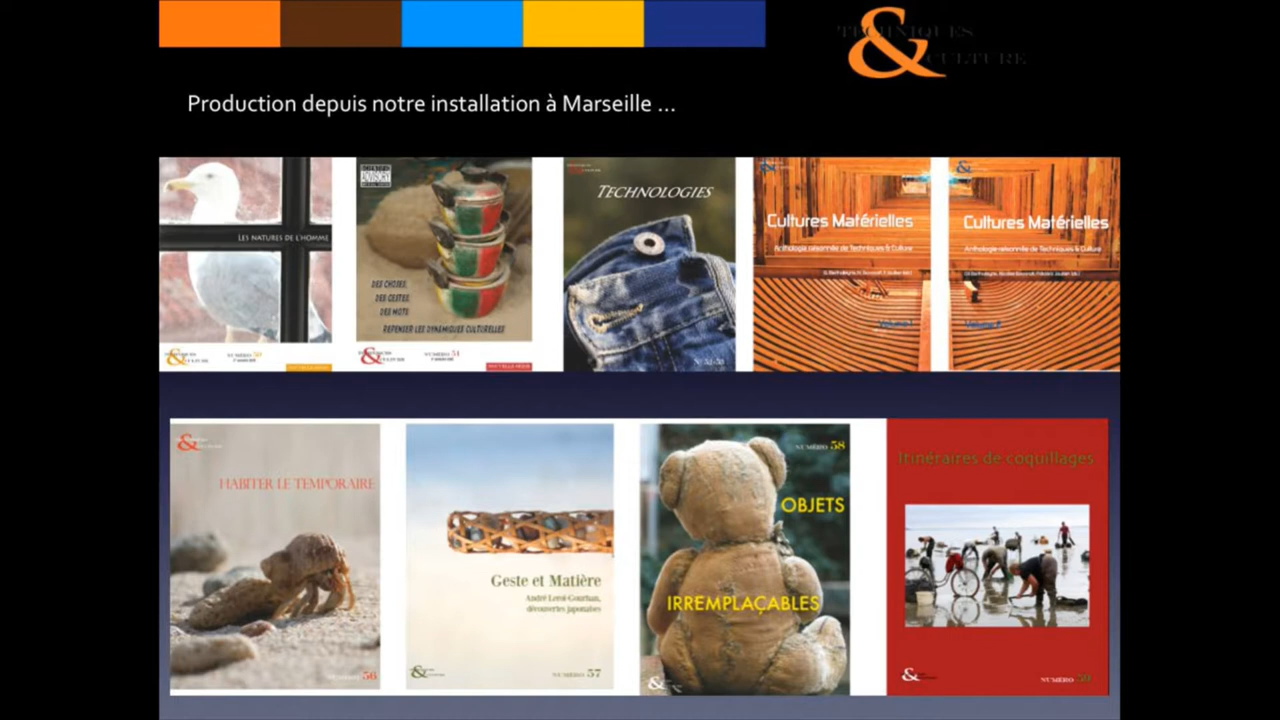 TECHNIQUES
&
CULTURE
Production depuis notre installation à Marseille ...
LES NATURES DE L'HOMME
NUMÉRO 50
DES CHOSES,
DES GESTES,
DES MOTS
REPENSER LES DYNAMIQUES CULTURELLES
NUMÉRO 51
TECHNOLOGIES
N° 52-53
Cultures Matérielles
Anthologie raisonnée de Techniques & Culture
Cultures Matérielles
Anthologie raisonnée de Techniques & Culture
&
HABITER LE TEMPORAIRE
NUMÉRO 56
Geste et Matière
André Leroi-Gourhan,
découvertes japonaises
&
NUMÉRO 57
NUMÉRO 58
OBJETS
IRREMPLAÇABLES
&
Itinéraires de coquillages
&
NUMÉRO 59